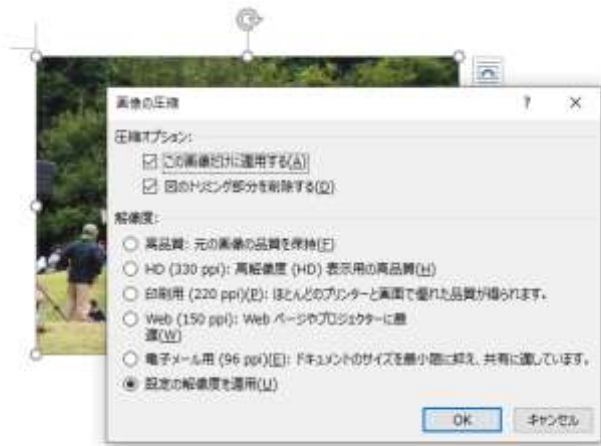 画像の圧縮 ? ×
圧縮オプション:
この画像だけに適用する(A)
図のトリミング部分を削除する(D)
解像度:
高品質: 元の画像の品質を保持(F)
HD (330 ppi): 高解像度 (HD) 表示用の高品質(H)
印刷用 (220 ppi)(P): ほとんどのプリンターと画面で優れた品質が得られます。
Web (150 ppi): Web ページやプロジェクターに最
適(W)
電子メール用 (96 ppi)(E): ドキュメントのサイズを最小限に抑え、共有に適しています。
既定の解像度を適用(U)
OK キャンセル